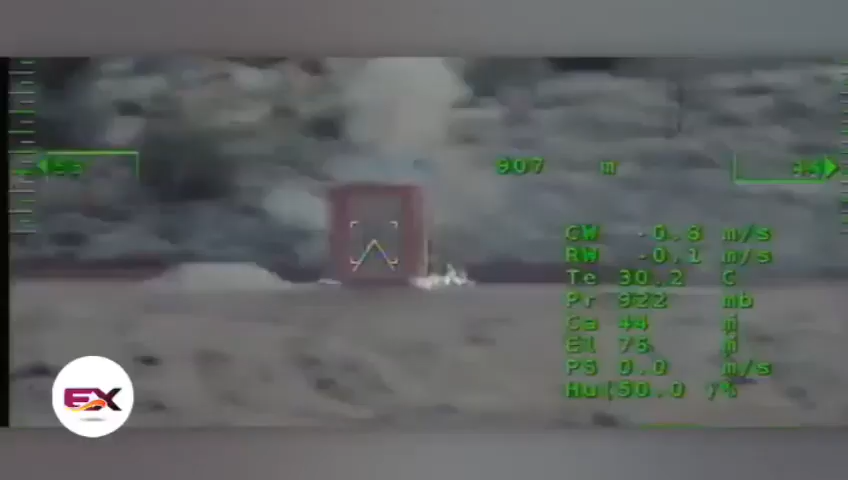 907 m
CW -0.8 m/s
RW -0.1 m/s
Te 30.2 C
Pr 922 mb
Ca 44 m
El 76 m
PS 0.0 m/s
Hu(50.0 )%
EX